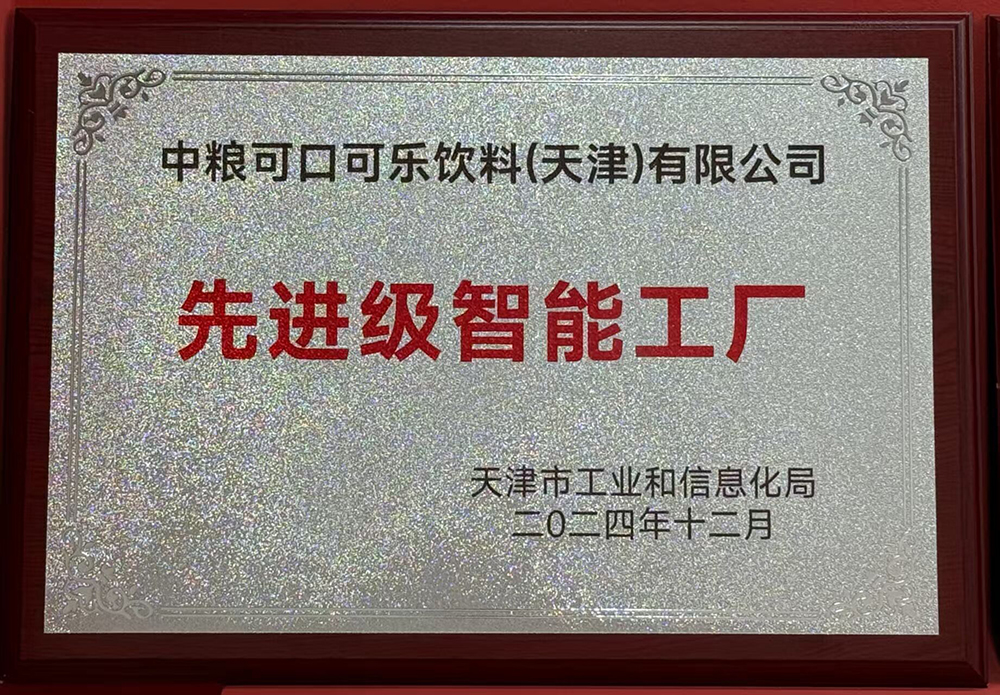 中粮可口可乐饮料(天津)有限公司
先进级智能工厂
天津市工业和信息化局
二0二四年十二月